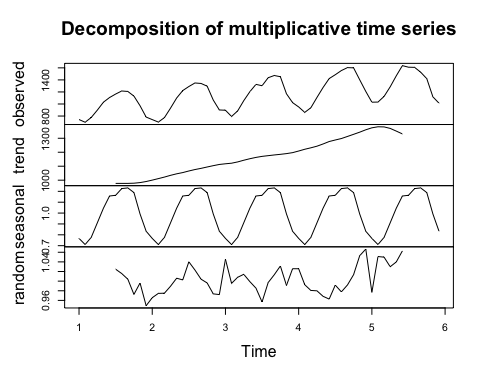 Decomposition of multiplicative time series
observed
800 1400
trend
1000 1300
seasonal
0.7 1.0
random
0.96 1.04
1 2 3 4 5 6
Time